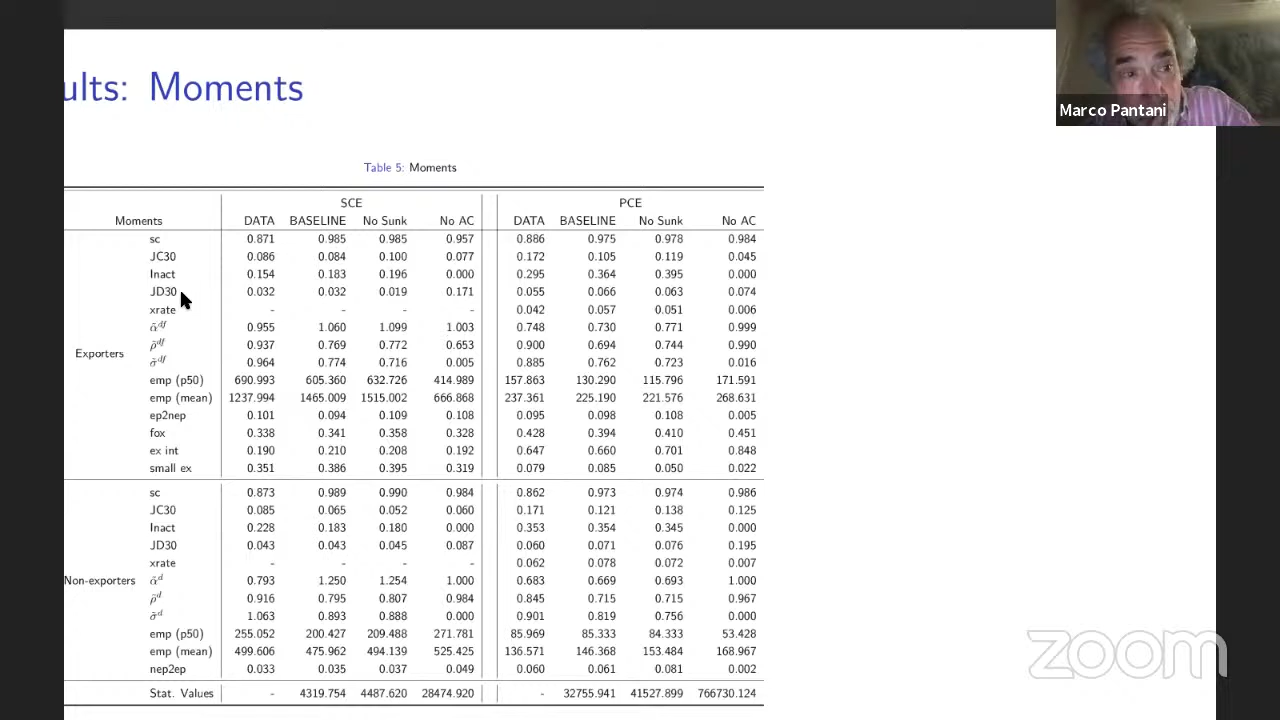 ults: Moments
Marco Pantani
Table 5: Moments
SCE PCE
Moments DATA BASELINE No Sunk No AC DATA BASELINE No Sunk No AC
sc 0.871 0.985 0.985 0.957 0.886 0.975 0.978 0.984
JC30 0.086 0.084 0.100 0.077 0.172 0.105 0.119 0.045
Inact 0.154 0.183 0.196 0.000 0.295 0.364 0.395 0.000
JD30 0.032 0.032 0.019 0.171 0.055 0.066 0.063 0.074
xrate - - - - 0.042 0.057 0.051 0.006
α̃^df 0.955 1.060 1.099 1.003 0.748 0.730 0.771 0.999
Exporters ρ̃^df 0.937 0.769 0.772 0.653 0.900 0.694 0.744 0.990
σ̃^df 0.964 0.774 0.716 0.005 0.885 0.762 0.723 0.016
emp (p50) 690.993 605.360 632.726 414.989 157.863 130.290 115.796 171.591
emp (mean) 1237.994 1465.009 1515.002 666.868 237.361 225.190 221.576 268.631
ep2nep 0.101 0.094 0.109 0.108 0.095 0.098 0.108 0.005
fox 0.338 0.341 0.358 0.328 0.428 0.394 0.410 0.451
ex int 0.190 0.210 0.208 0.192 0.647 0.660 0.701 0.848
small ex 0.351 0.386 0.395 0.319 0.079 0.085 0.050 0.022
sc 0.873 0.989 0.990 0.984 0.862 0.973 0.974 0.986
JC30 0.085 0.065 0.052 0.060 0.171 0.121 0.138 0.125
Inact 0.228 0.183 0.180 0.000 0.353 0.354 0.345 0.000
JD30 0.043 0.043 0.045 0.087 0.060 0.071 0.076 0.195
xrate - - - - 0.062 0.078 0.072 0.007
Non-exporters α̃^d 0.793 1.250 1.254 1.000 0.683 0.669 0.693 1.000
ρ̃^d 0.916 0.795 0.807 0.984 0.845 0.715 0.715 0.967
σ̃^d 1.063 0.893 0.888 0.000 0.901 0.819 0.756 0.000
emp (p50) 255.052 200.427 209.488 271.781 85.969 85.333 84.333 53.428
emp (mean) 499.606 475.962 494.139 525.425 136.571 146.368 153.484 168.967
nep2ep 0.033 0.035 0.037 0.049 0.060 0.061 0.081 0.002
Stat. Values - 4319.754 4487.620 28474.920 - 32755.941 41527.899 766730.124
zoom